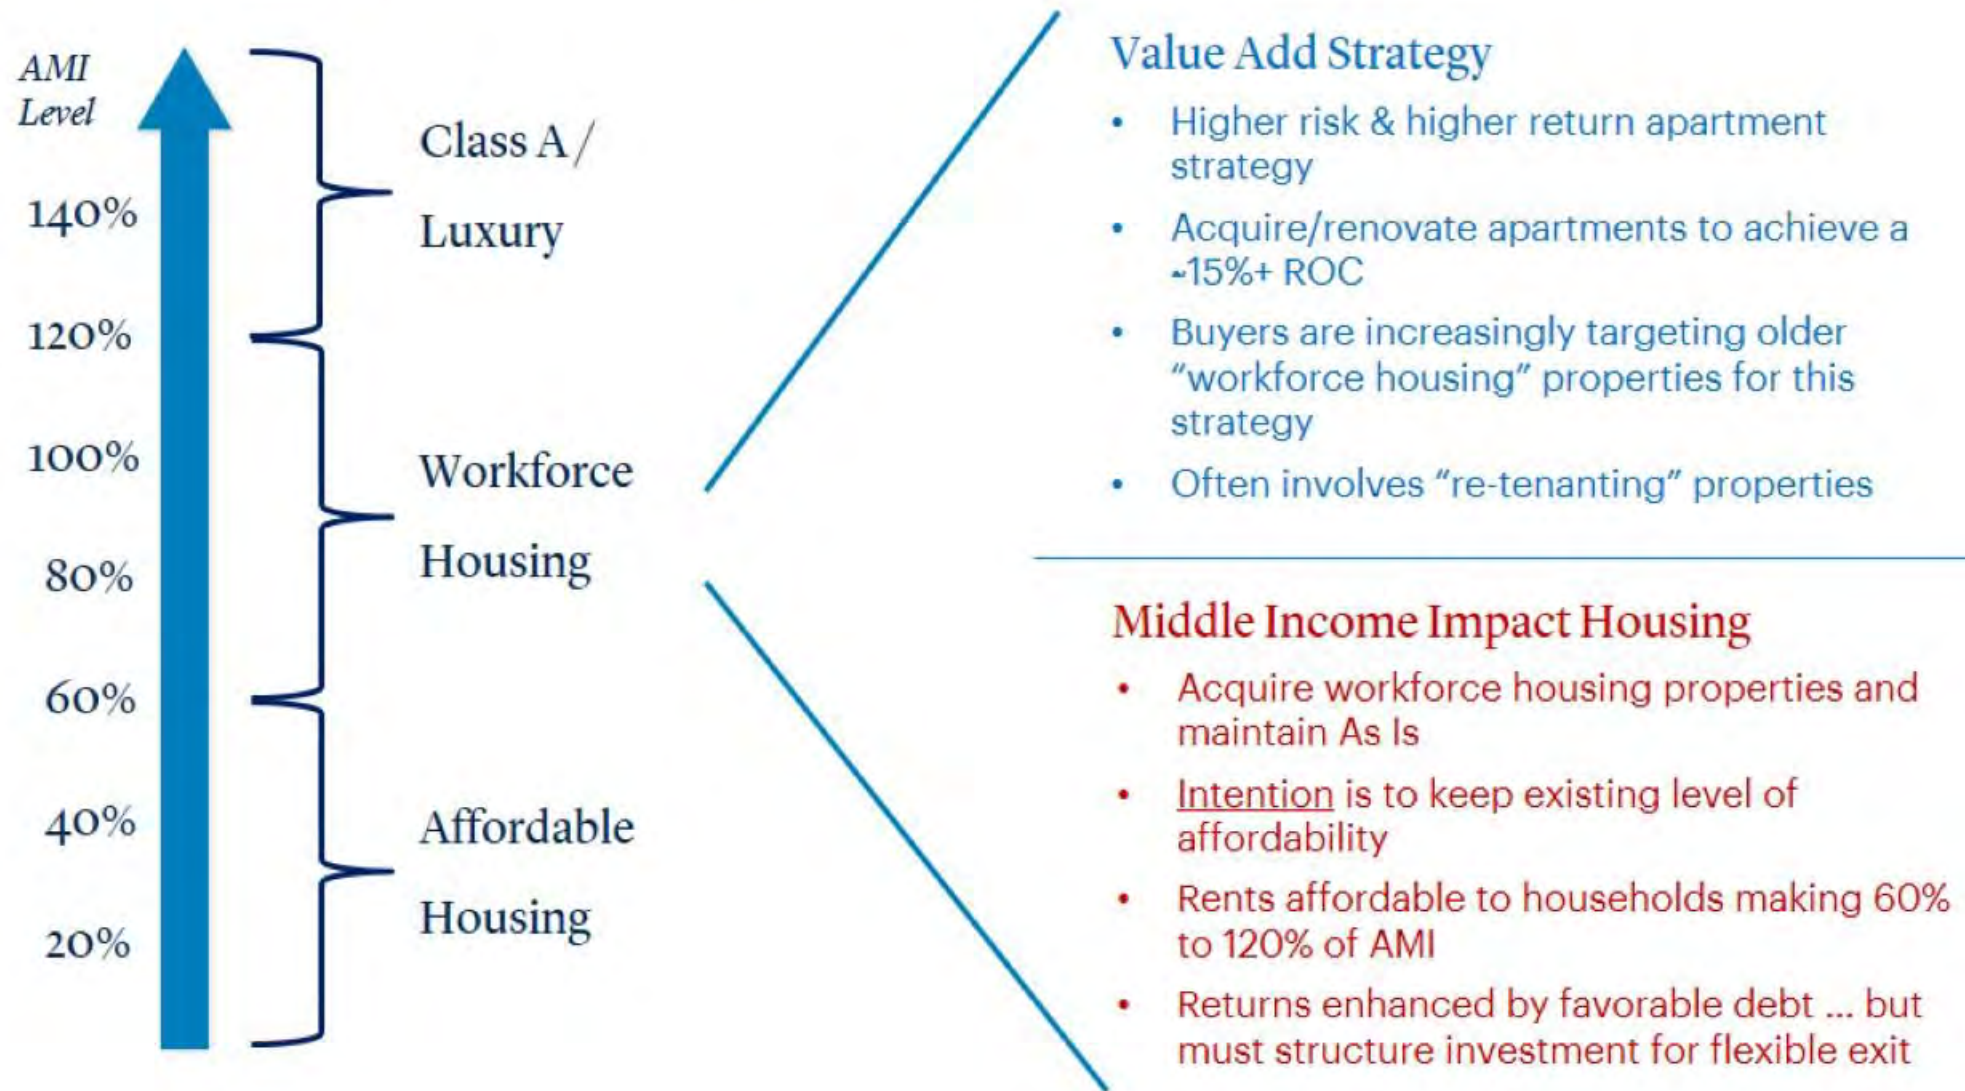 AMI
Level
140%
120%
100%
80%
60%
40%
20%
Class A /
Luxury
Workforce
Housing
Affordable
Housing
Value Add Strategy
• Higher risk & higher return apartment
strategy
• Acquire/renovate apartments to achieve a
~15%+ ROC
• Buyers are increasingly targeting older
“workforce housing” properties for this
strategy
• Often involves “re-tenanting” properties
Middle Income Impact Housing
• Acquire workforce housing properties and
maintain As Is
• Intention is to keep existing level of
affordability
• Rents affordable to households making 60%
to 120% of AMI
• Returns enhanced by favorable debt ... but
must structure investment for flexible exit